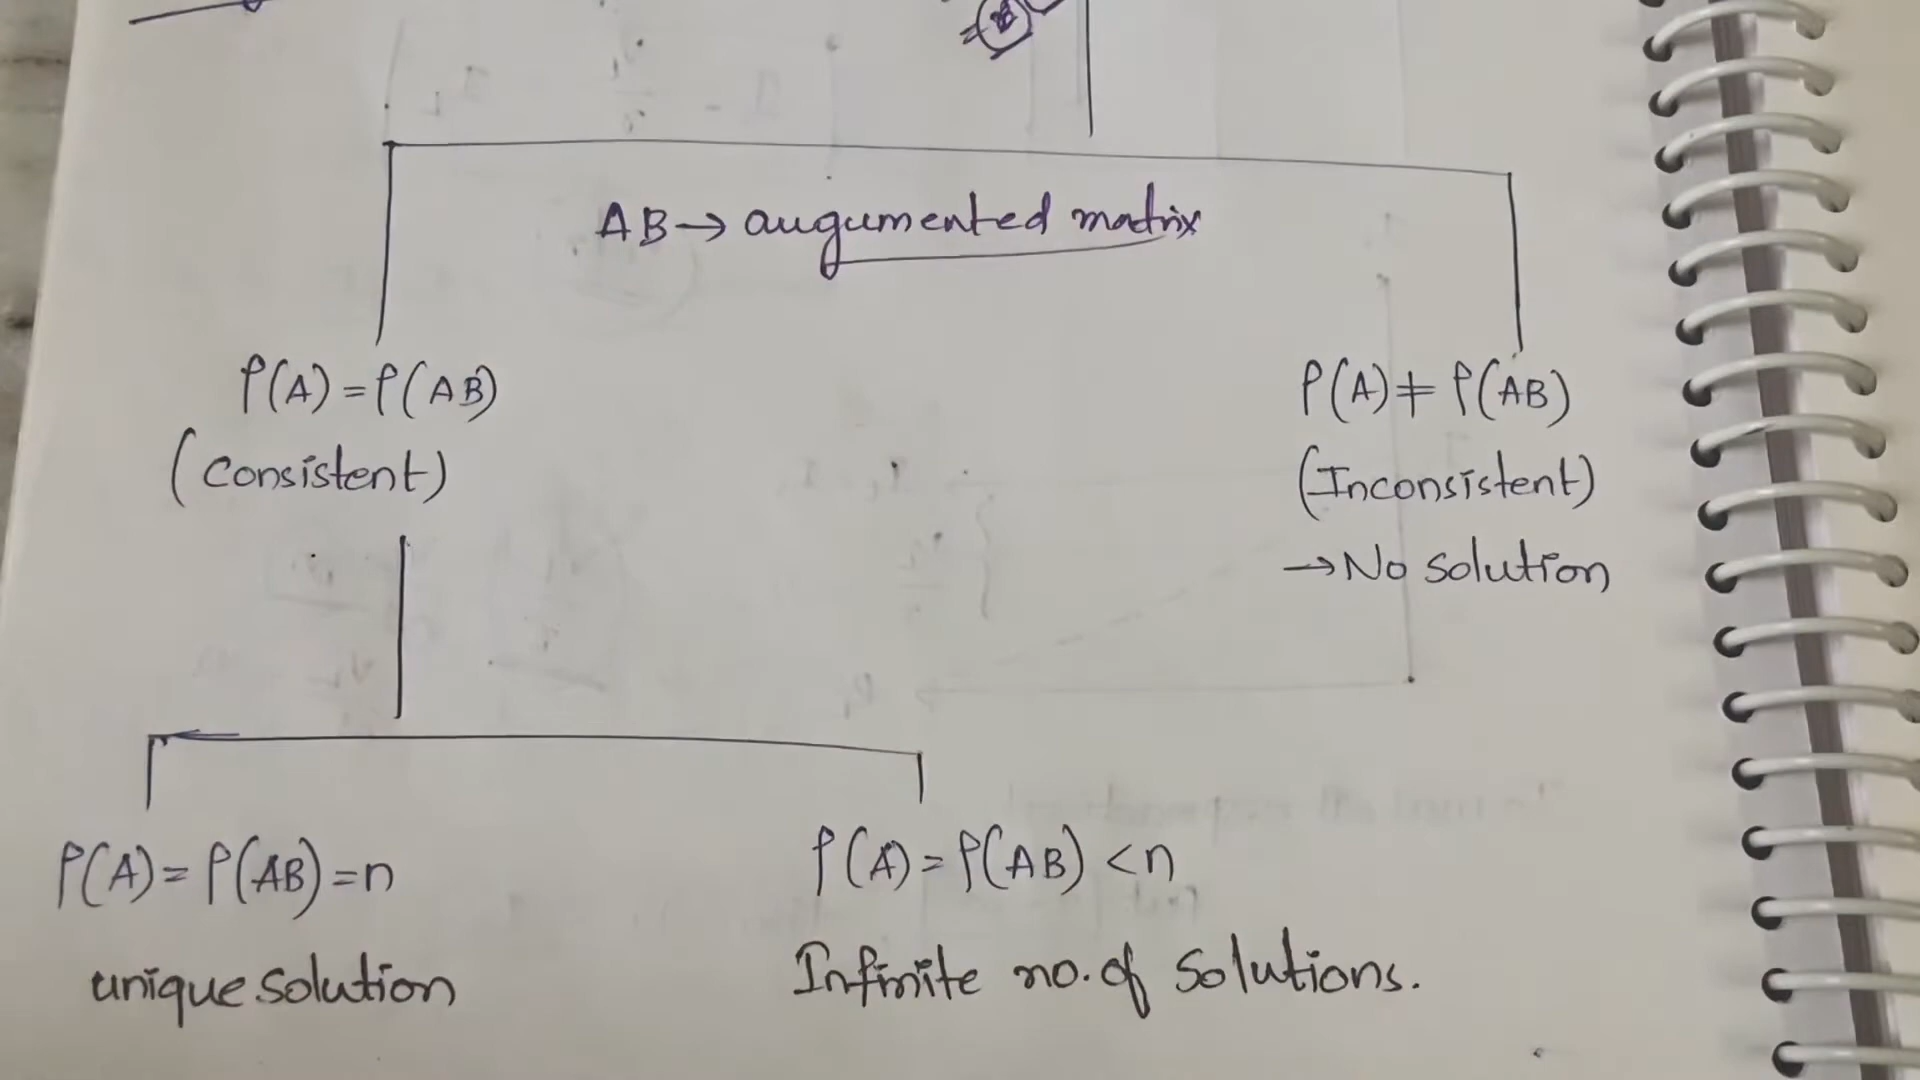 AB→ augumented matrix
ρ(A)=ρ(AB)
(Consistent)
ρ(A)≠ρ(AB)
(Inconsistent)
→No solution
ρ(A)=ρ(AB)=n
unique solution
ρ(A)=ρ(AB)<n
Infinite no. of solutions.